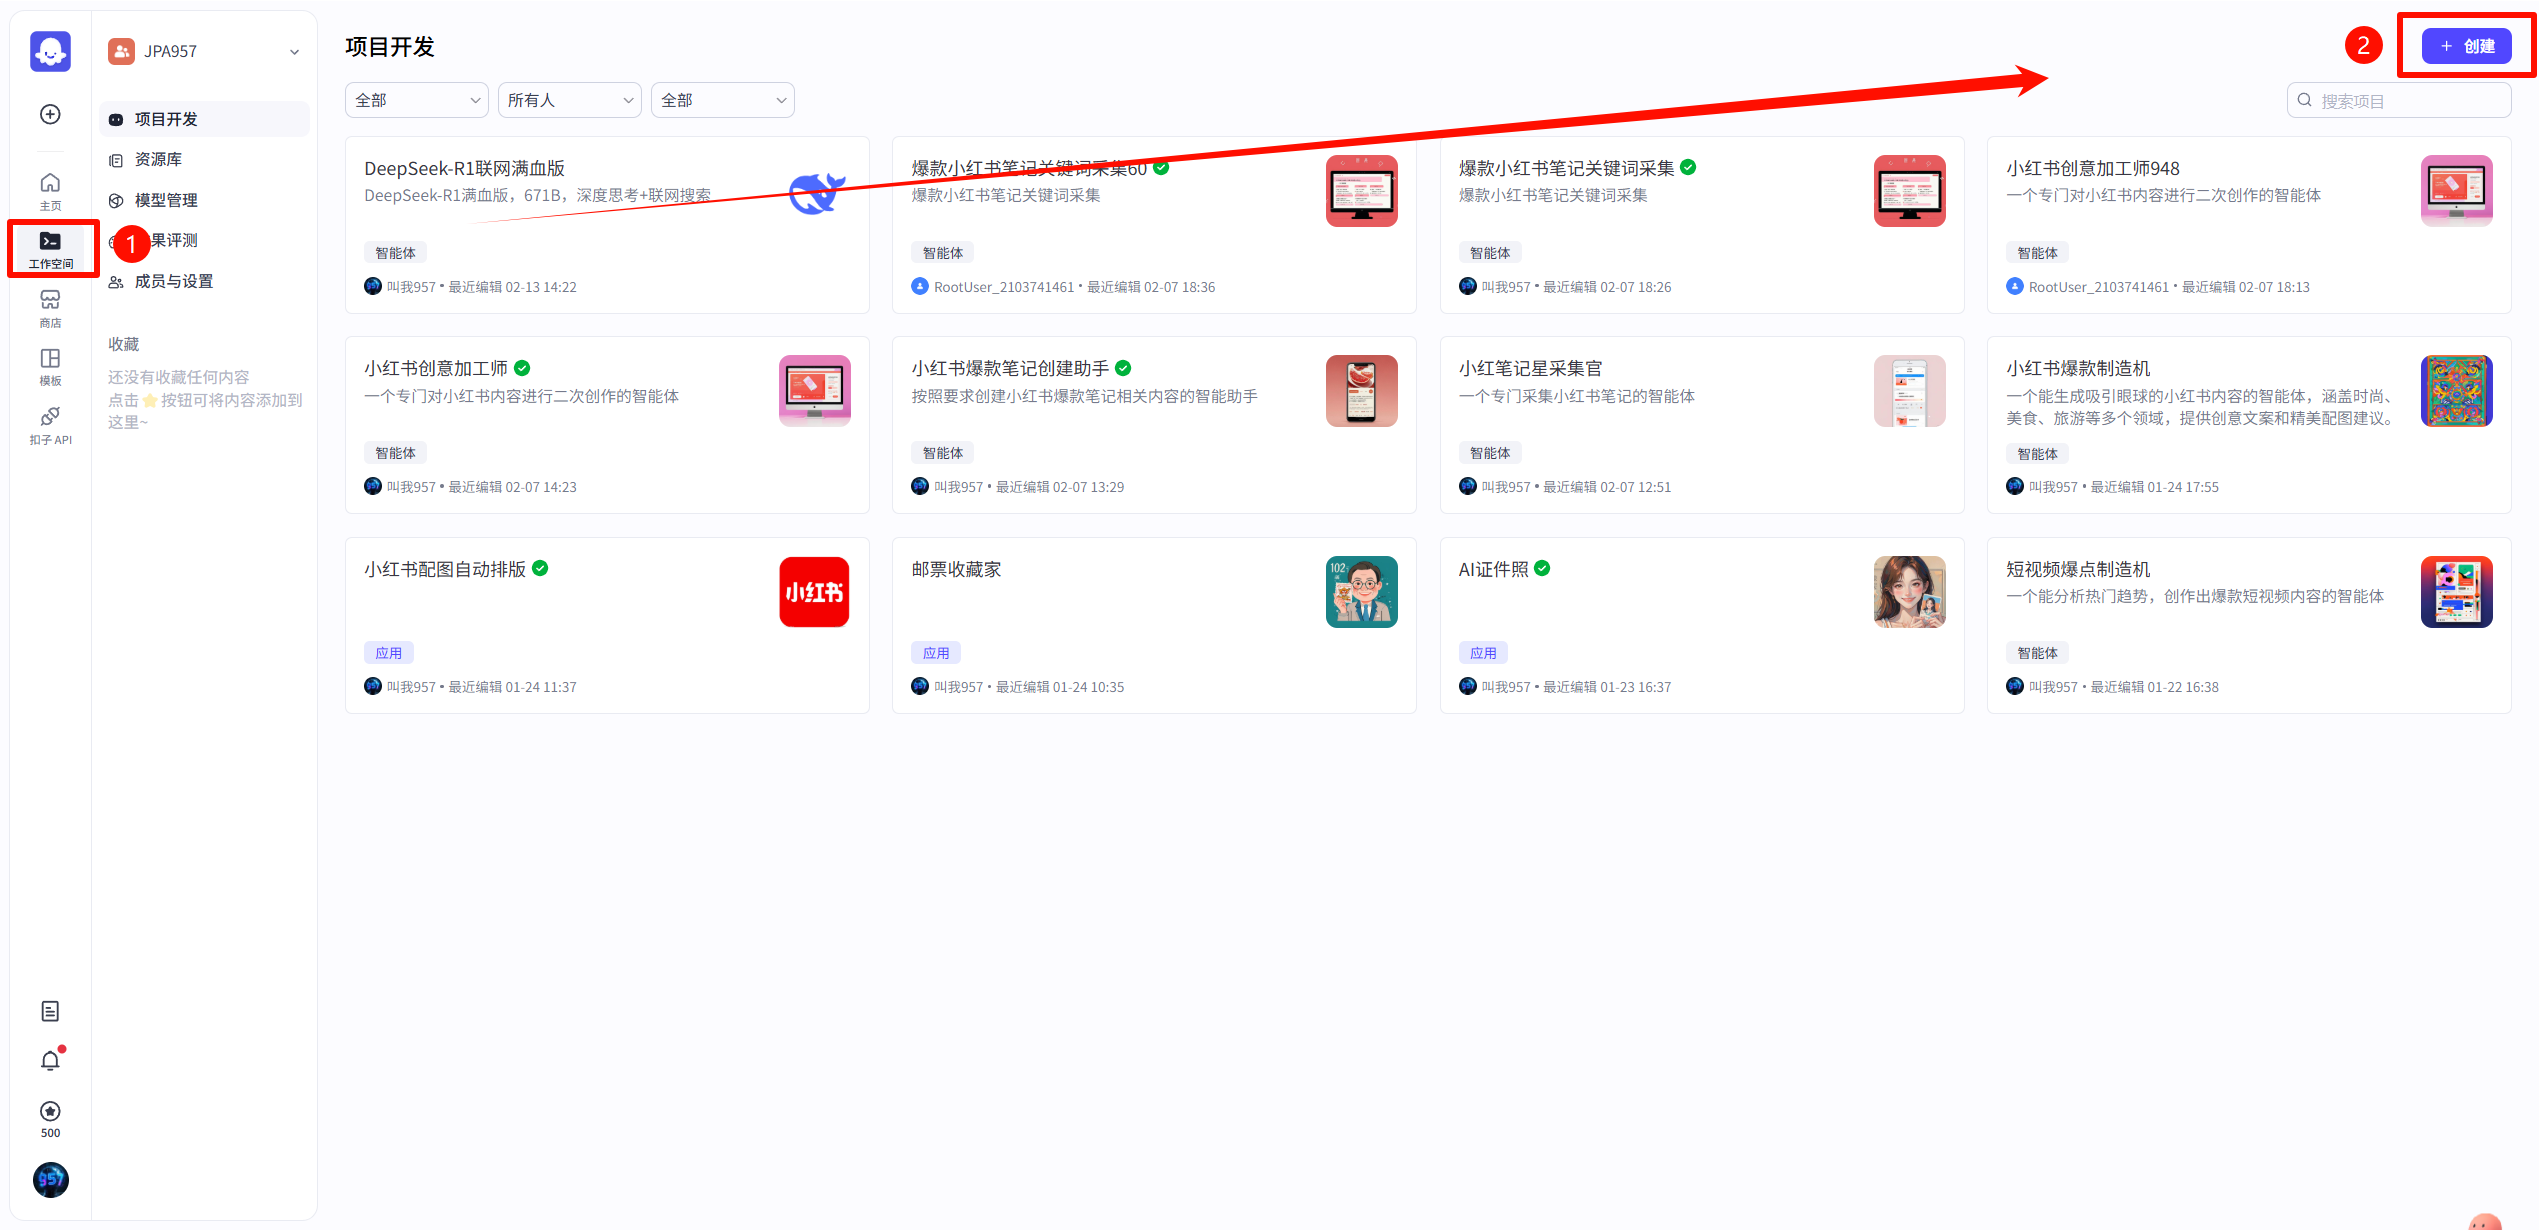 JPA957
项目开发
资源库
模型管理
1
果评测
成员与设置
收藏
还没有收藏任何内容
点击⭐按钮可将内容添加到
这里~
主页
工作空间
商店
模板
扣子 API
500
957
项目开发
2
+ 创建
全部
所有人
全部
搜索项目
DeepSeek-R1联网满血版
DeepSeek-R1满血版，671B，深度思考+联网搜索
智能体
叫我957 • 最近编辑 02-13 14:22
爆款小红书笔记关键词采集60
爆款小红书笔记关键词采集
智能体
RootUser_2103741461 • 最近编辑 02-07 18:36
爆款小红书笔记关键词采集
爆款小红书笔记关键词采集
智能体
叫我957 • 最近编辑 02-07 18:26
小红书创意加工师948
一个专门对小红书内容进行二次创作的智能体
智能体
RootUser_2103741461 • 最近编辑 02-07 18:13
小红书创意加工师
一个专门对小红书内容进行二次创作的智能体
智能体
叫我957 • 最近编辑 02-07 14:23
小红书爆款笔记创建助手
按照要求创建小红书爆款笔记相关内容的智能助手
智能体
叫我957 • 最近编辑 02-07 13:29
小红笔记星采集官
一个专门采集小红书笔记的智能体
智能体
叫我957 • 最近编辑 02-07 12:51
小红书爆款制造机
一个能生成吸引眼球的小红书内容的智能体，涵盖时尚、
美食、旅游等多个领域，提供创意文案和精美配图建议。
智能体
叫我957 • 最近编辑 01-24 17:55
小红书配图自动排版
小红书
应用
叫我957 • 最近编辑 01-24 11:37
邮票收藏家
102
应用
叫我957 • 最近编辑 01-24 10:35
AI证件照
应用
叫我957 • 最近编辑 01-23 16:37
短视频爆点制造机
一个能分析热门趋势，创作出爆款短视频内容的智能体
智能体
叫我957 • 最近编辑 01-22 16:38